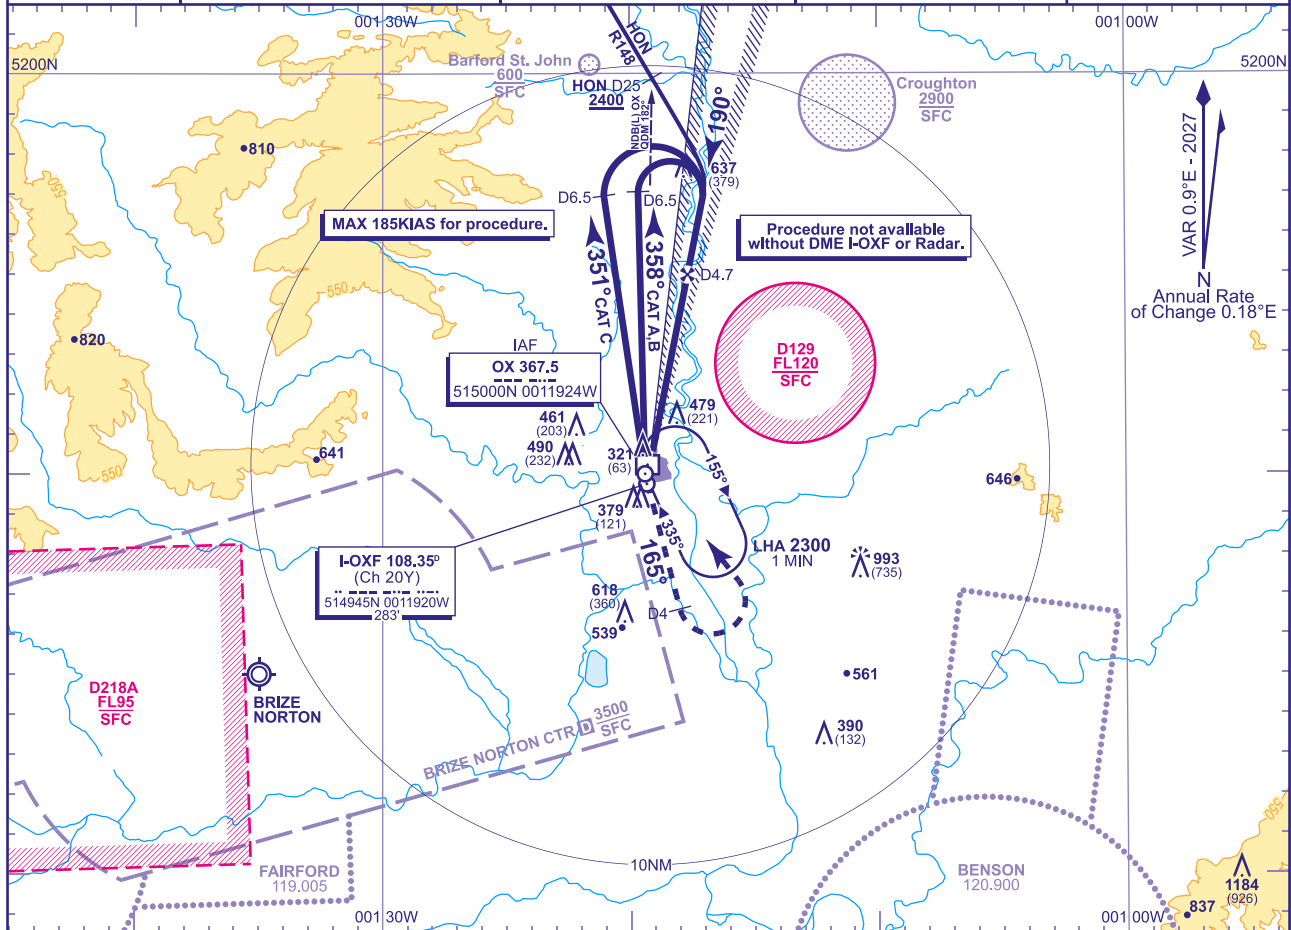 001 30W
001 00W
5200N
5200N
Barford St. John
600
SFC
HON
R148
HON D25
2400
NDB(L) OX
QDM 182°
190°
Croughton
2900
SFC
VAR 0.9°E - 2027
N
Annual Rate
of Change 0.18°E
810
637
(379)
D6.5
D6.5
MAX 185KIAS for procedure.
Procedure not available
without DME I-OXF or Radar.
550
351° CAT C
358° CAT A,B
D4.7
550
820
D129
FL120
SFC
IAF
OX 367.5
515000N 0011924W
461
(203)
490
(232)
479
(221)
321
(63)
641
550
155°
646
379
(121)
335°
165°
LHA 2300
1 MIN
993
(735)
I-OXF 108.35ᴰ
(Ch 20Y)
514945N 0011920W
283'
618
(360)
539
D4
561
D218A
FL95
SFC
BRIZE
NORTON
390
(132)
BRIZE NORTON CTR D 3500
SFC
10NM
FAIRFORD
119.005
BENSON
120.900
550
1184
(926)
837
001 30W
001 00W